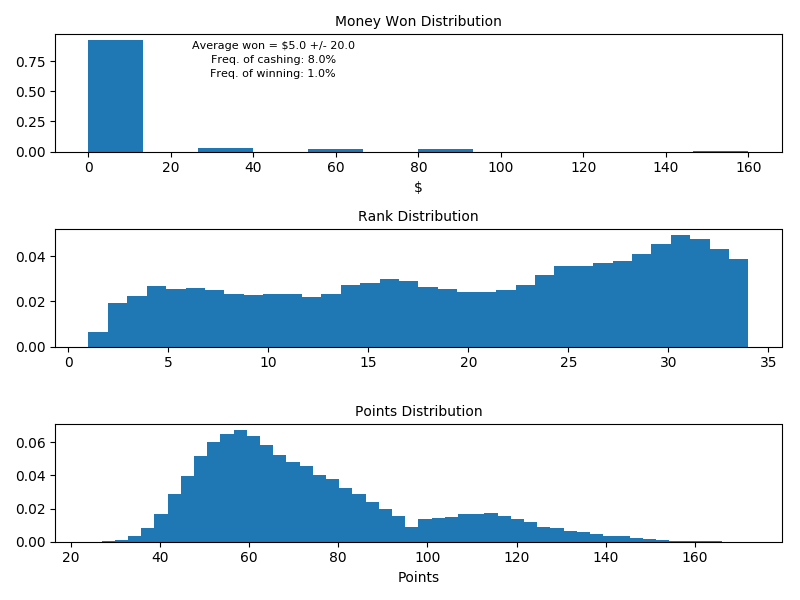 Money Won Distribution
Average won = $5.0 +/- 20.0
Freq. of cashing: 8.0%
Freq. of winning: 1.0%
0.75
0.50
0.25
0.00
0 20 40 60 80 100 120 140 160
$
Rank Distribution
0.04
0.02
0.00
0 5 10 15 20 25 30 35
Points Distribution
0.06
0.04
0.02
0.00
20 40 60 80 100 120 140 160
Points